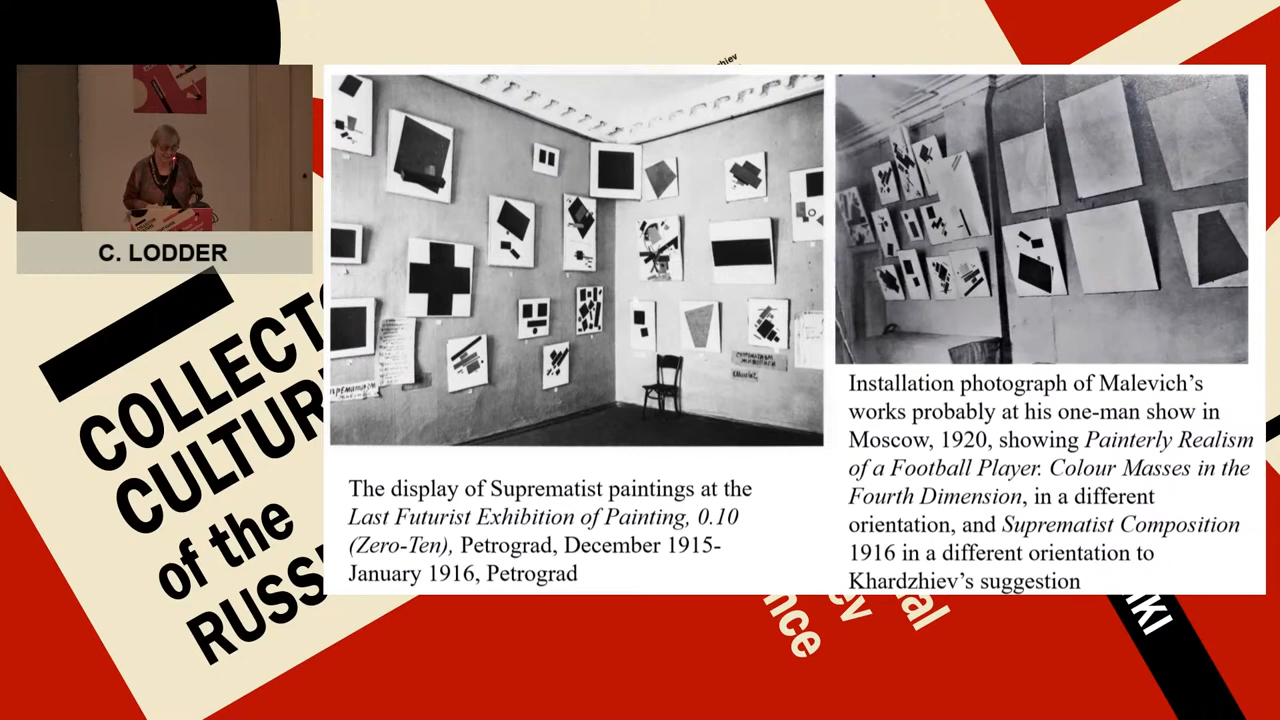 C. LODDER
COLLECT
CULTUR
of the
RUSS
The display of Suprematist paintings at the
Last Futurist Exhibition of Painting, 0.10
(Zero-Ten), Petrograd, December 1915-
January 1916, Petrograd
Installation photograph of Malevich's
works probably at his one-man show in
Moscow, 1920, showing Painterly Realism
of a Football Player. Colour Masses in the
Fourth Dimension, in a different
orientation, and Suprematist Composition
1916 in a different orientation to
Khardzhiev's suggestion